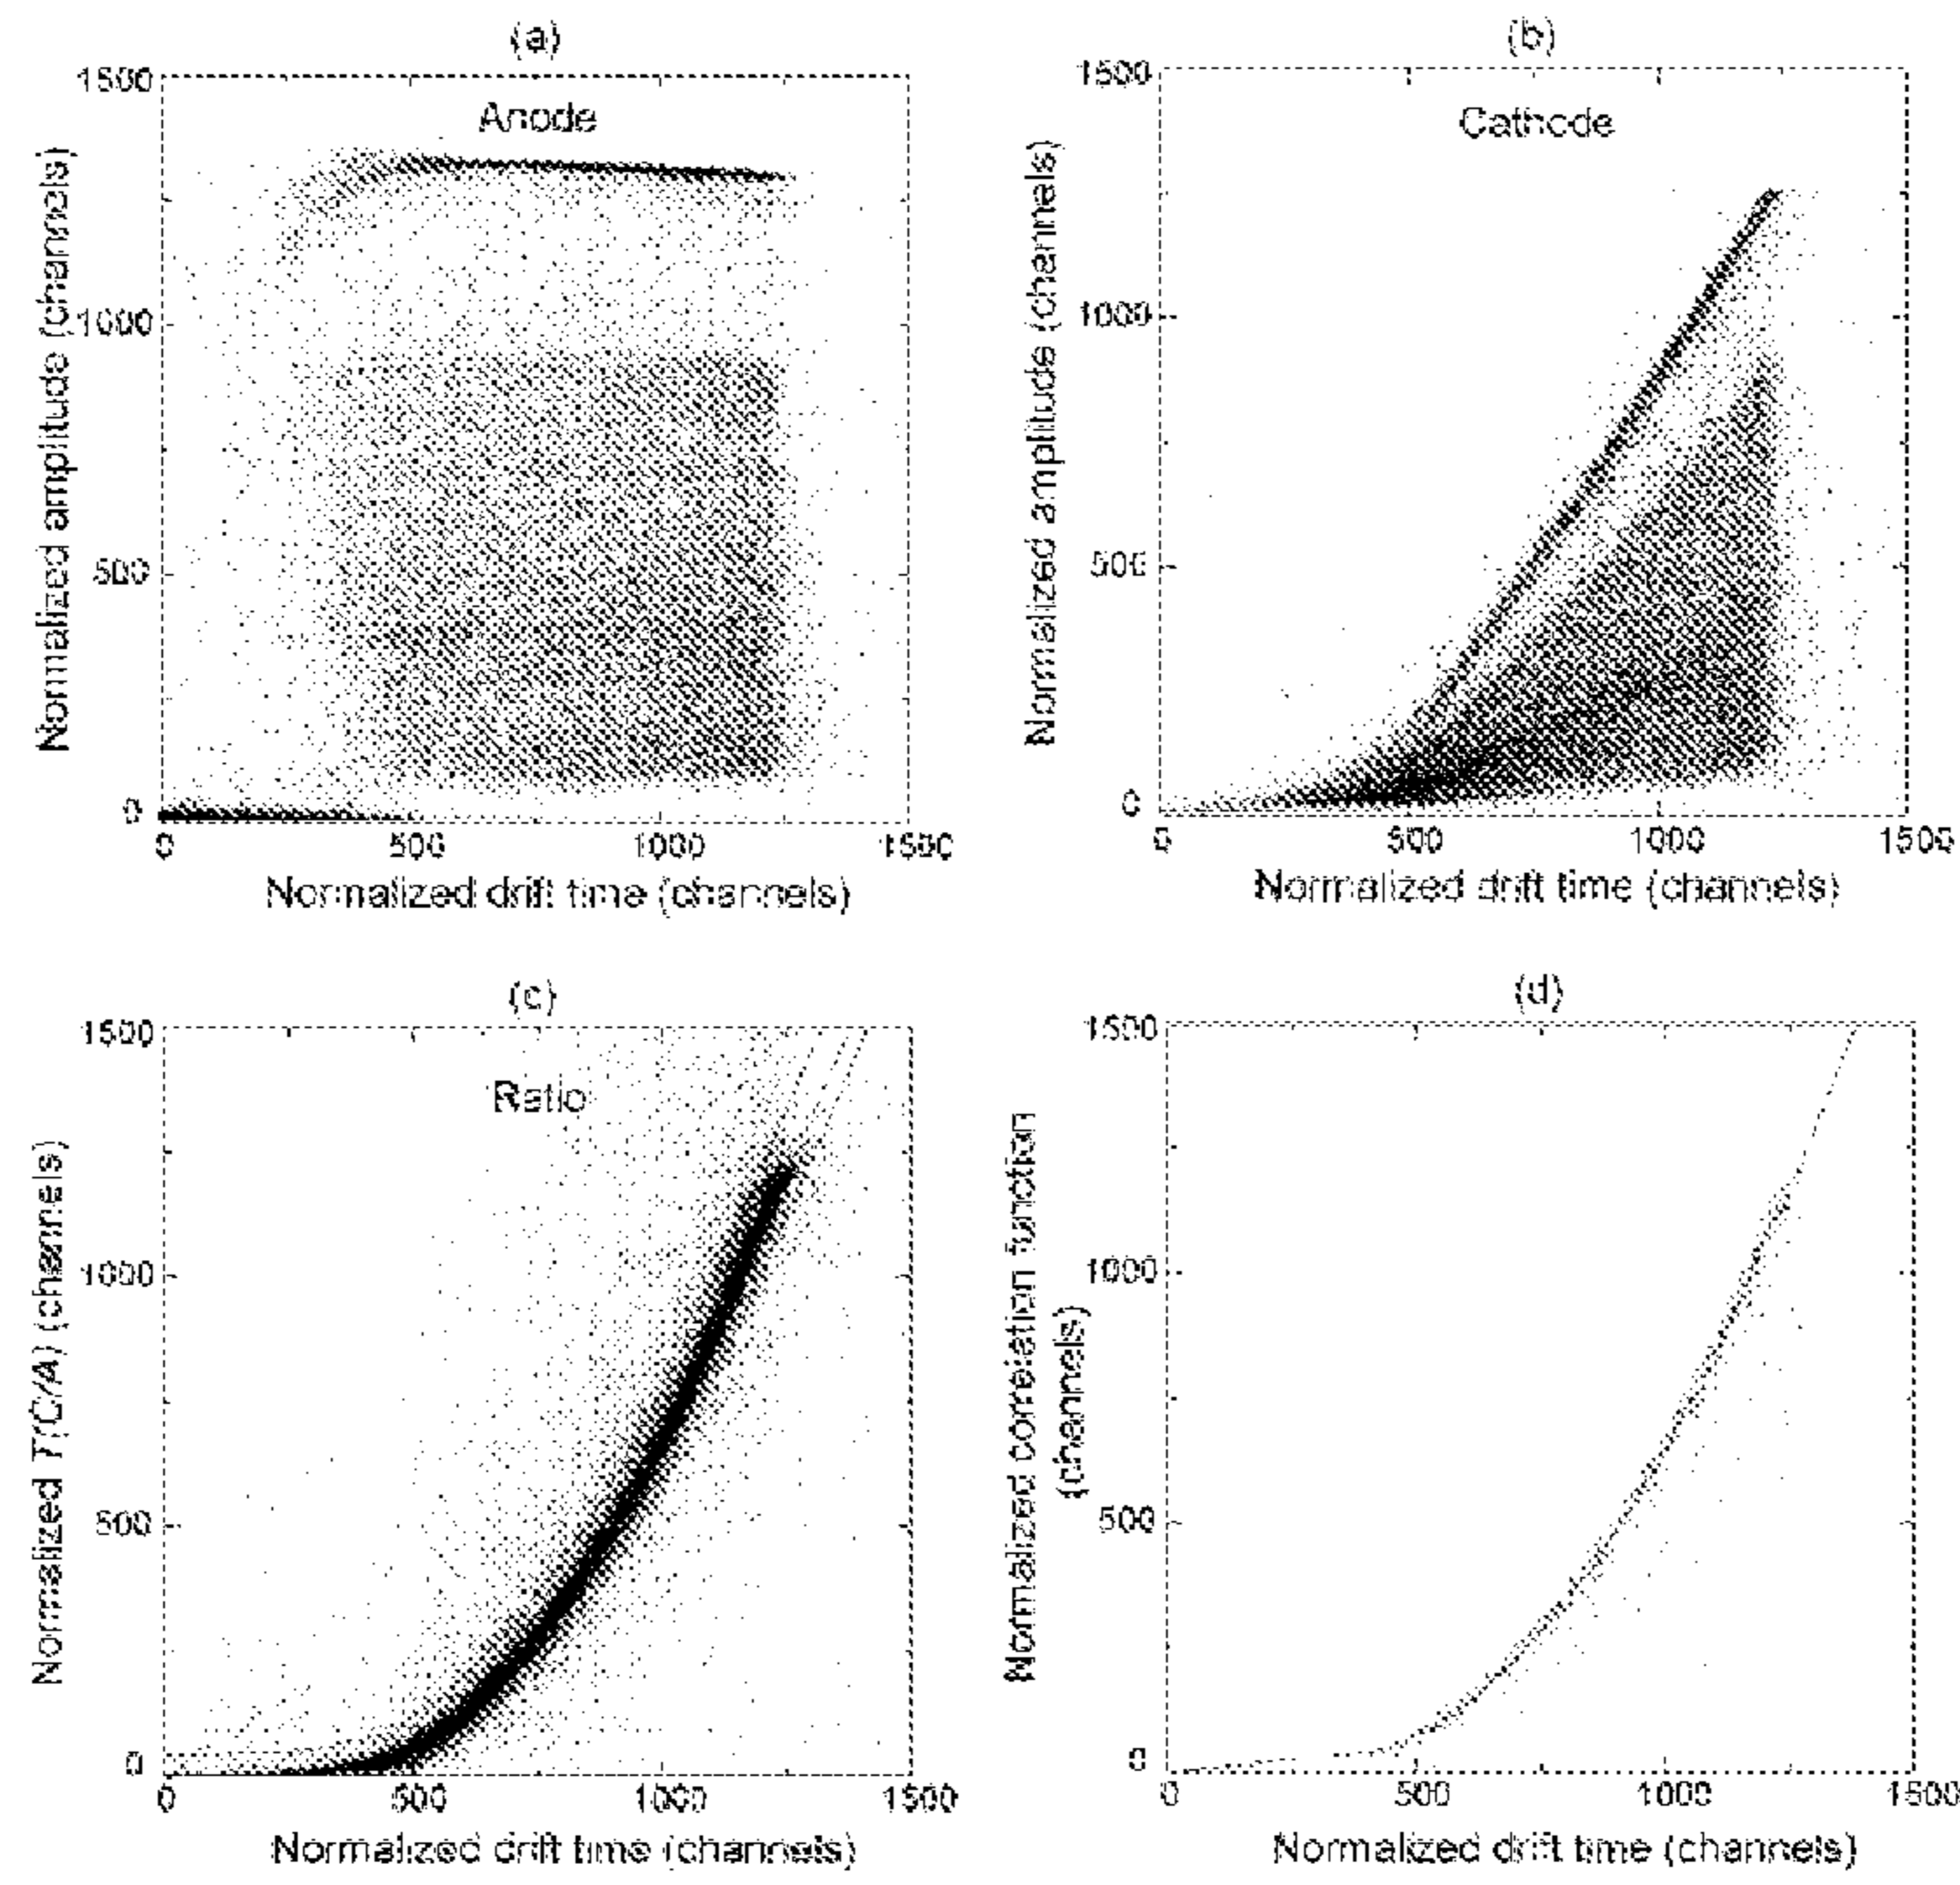 (a)
1500
Anode
1000
500
0
0 500 1000 1500
Normalized amplitude (channels)
Normalized drift time (channels)
(b)
1500
Cathode
1000
500
0
0 500 1000 1500
Normalized amplitude (channels)
Normalized drift time (channels)
(c)
1500
Ratio
1000
500
0
0 500 1000 1500
Normalized T(C/A) (channels)
Normalized drift time (channels)
(d)
1500
1000
500
0
0 500 1000 1500
Normalized correlation function
(channels)
Normalized drift time (channels)